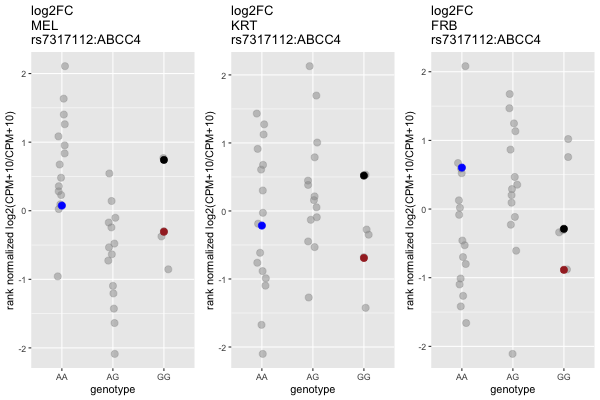 log2FC
MEL
rs7317112:ABCC4
rank normalized log2(CPM+10/CPM+10)
2
1
0
-1
-2
AA
AG
GG
genotype
log2FC
KRT
rs7317112:ABCC4
rank normalized log2(CPM+10/CPM+10)
2
1
0
-1
-2
AA
AG
GG
genotype
log2FC
FRB
rs7317112:ABCC4
rank normalized log2(CPM+10/CPM+10)
2
1
0
-1
-2
AA
AG
GG
genotype